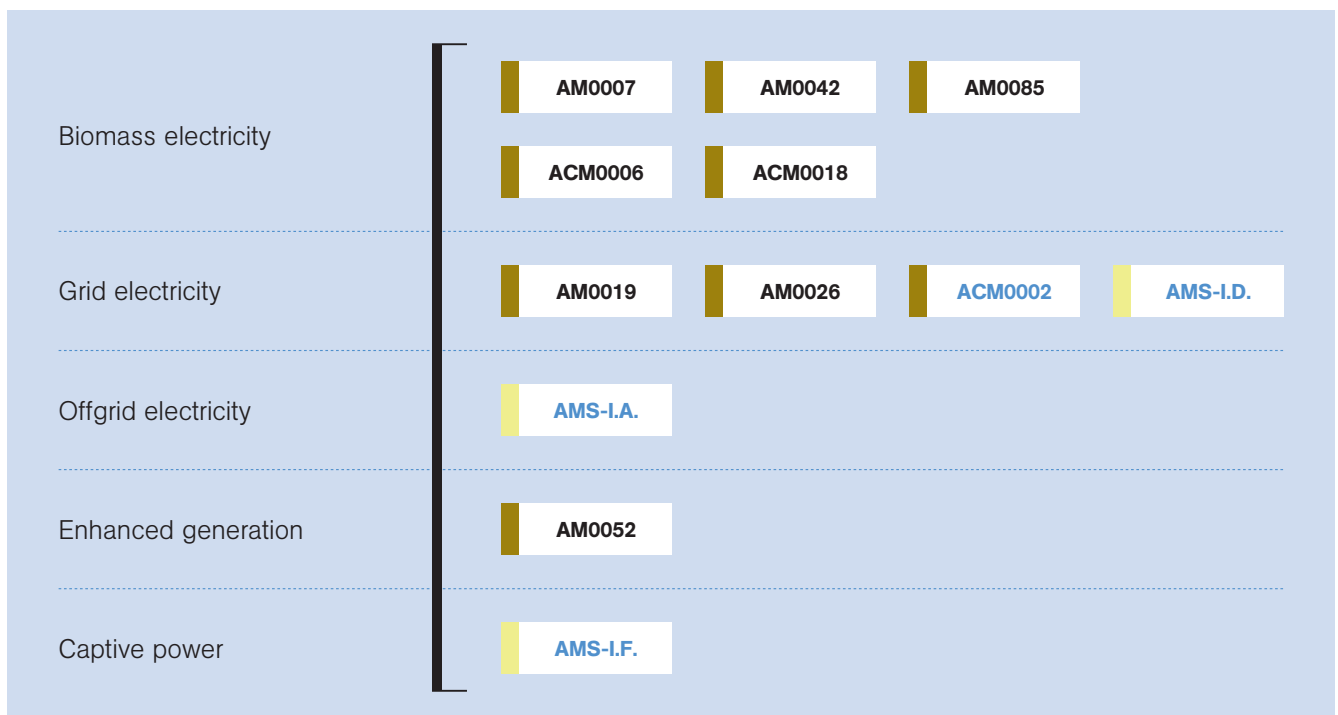 Biomass electricity
AM0007 AM0042 AM0085
ACM0006 ACM0018
Grid electricity
AM0019 AM0026 ACM0002 AMS-I.D.
Offgrid electricity
AMS-I.A.
Enhanced generation
AM0052
Captive power
AMS-I.F.